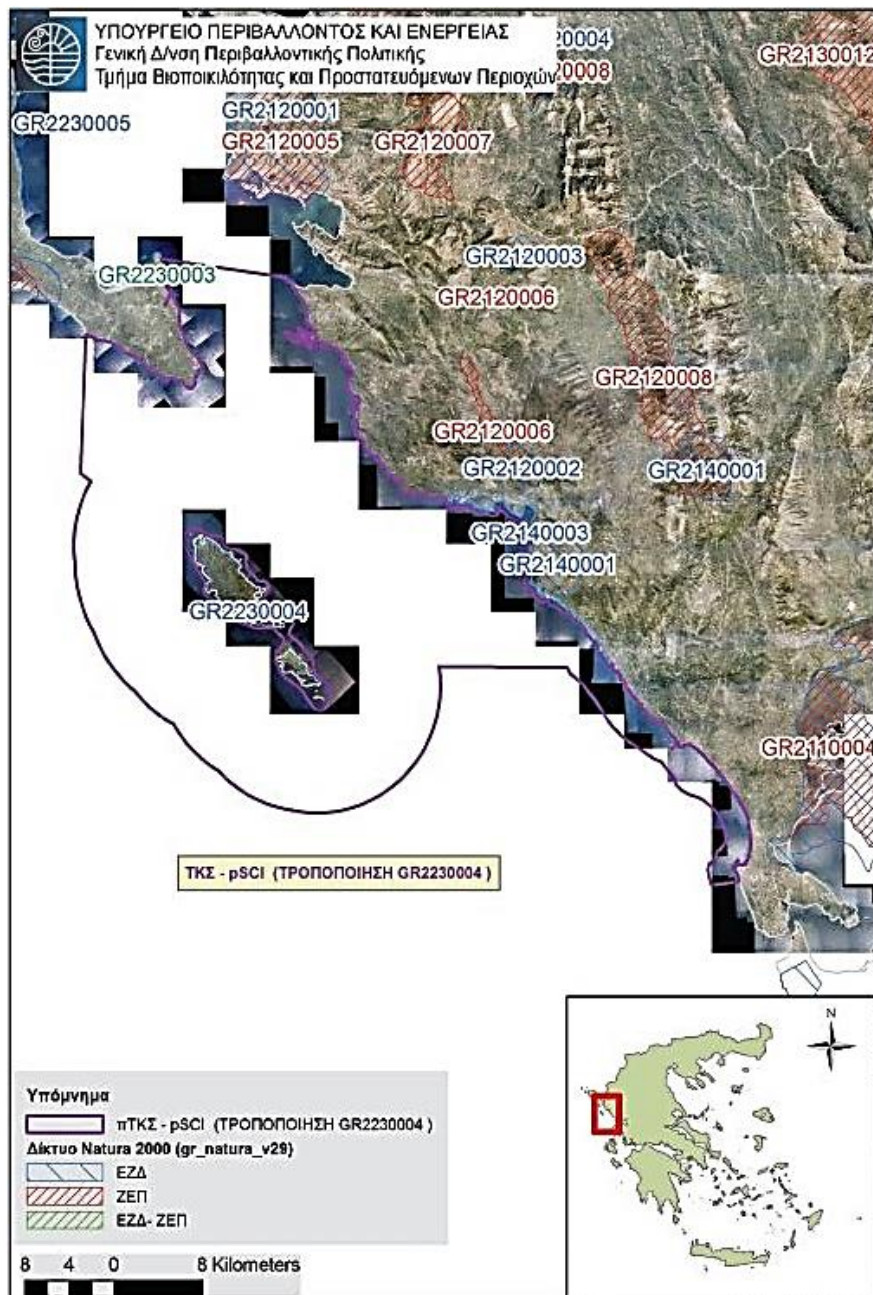 ΥΠΟΥΡΓΕΙΟ ΠΕΡΙΒΑΛΛΟΝΤΟΣ ΚΑΙ ΕΝΕΡΓΕΙΑΣ
Γενική Δ/νση Περιβαλλοντικής Πολιτικής
Τμήμα Βιοποικιλότητας και Προστατευόμενων Περιοχών
20004
20008
GR2130012
GR2230005
GR2120001
GR2120005
GR2120007
GR2230003
GR2120003
GR2120006
GR2120008
GR2120006
GR2120002
GR2140001
GR2140003
GR2140001
GR2230004
GR2110004
ΤΚΣ - pSCI (ΤΡΟΠΟΠΟΙΗΣΗ GR2230004 )
N
Υπόμνημα
πΤΚΣ - pSCI (ΤΡΟΠΟΠΟΙΗΣΗ GR2230004 )
Δίκτυο Natura 2000 (gr_natura_v29)
ΕΖΔ
ΖΕΠ
ΕΖΔ- ΖΕΠ
8 4 0 8 Kilometers